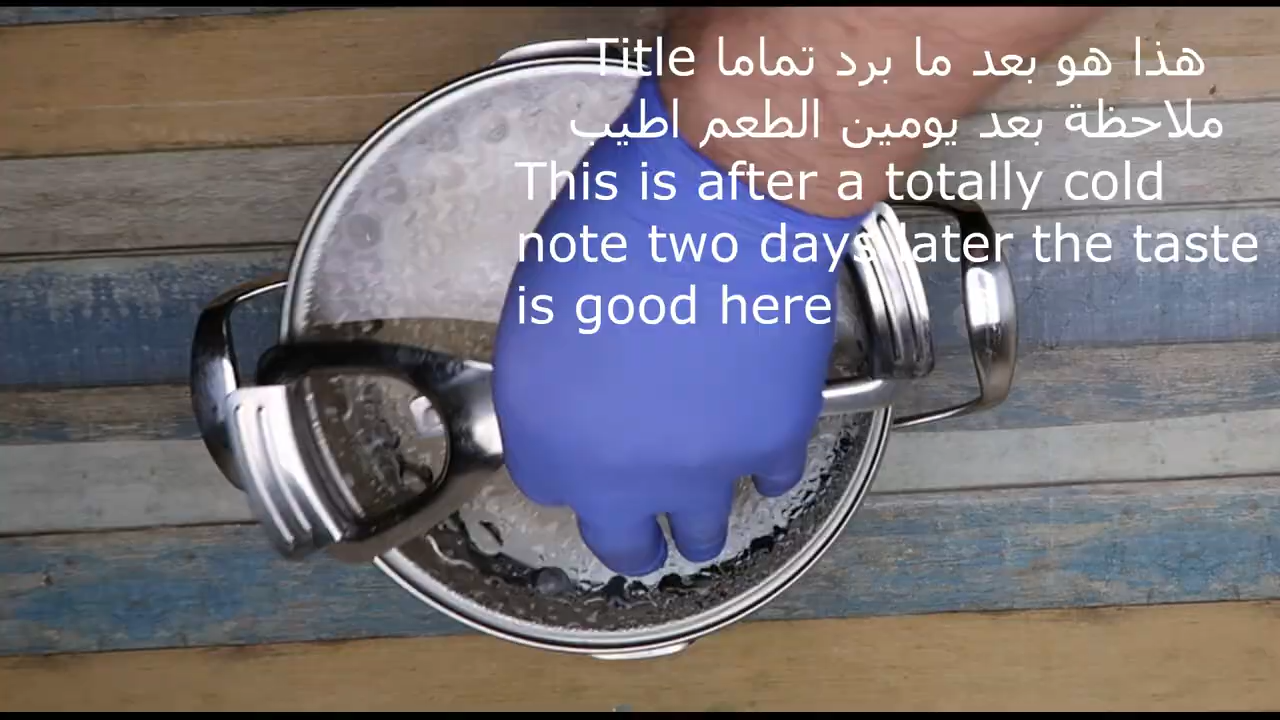 هذا هو بعد ما برد تماما Title
ملاحظة بعد يومين الطعم اطيب
This is after a totally cold
note two days later the taste
is good here